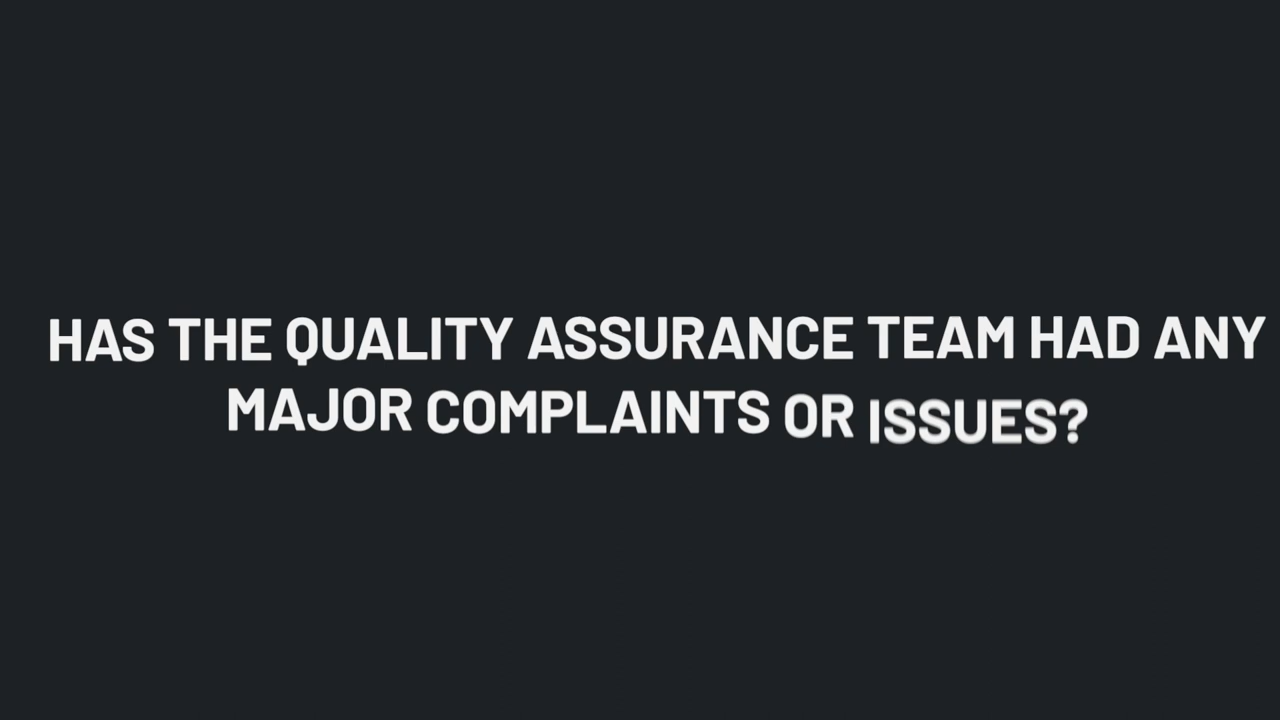 HAS THE QUALITY ASSURANCE TEAM HAD ANY
MAJOR COMPLAINTS OR ISSUES?